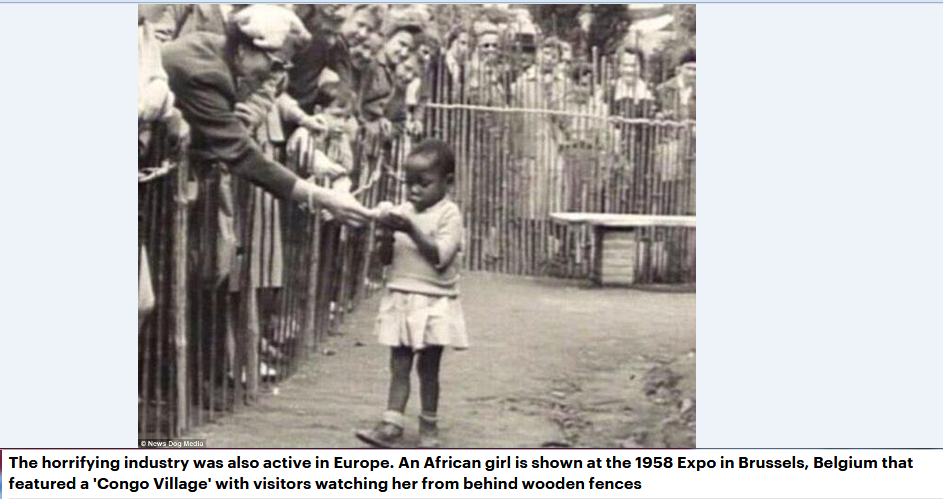 © News Dog Media
The horrifying industry was also active in Europe. An African girl is shown at the 1958 Expo in Brussels, Belgium that
featured a 'Congo Village' with visitors watching her from behind wooden fences